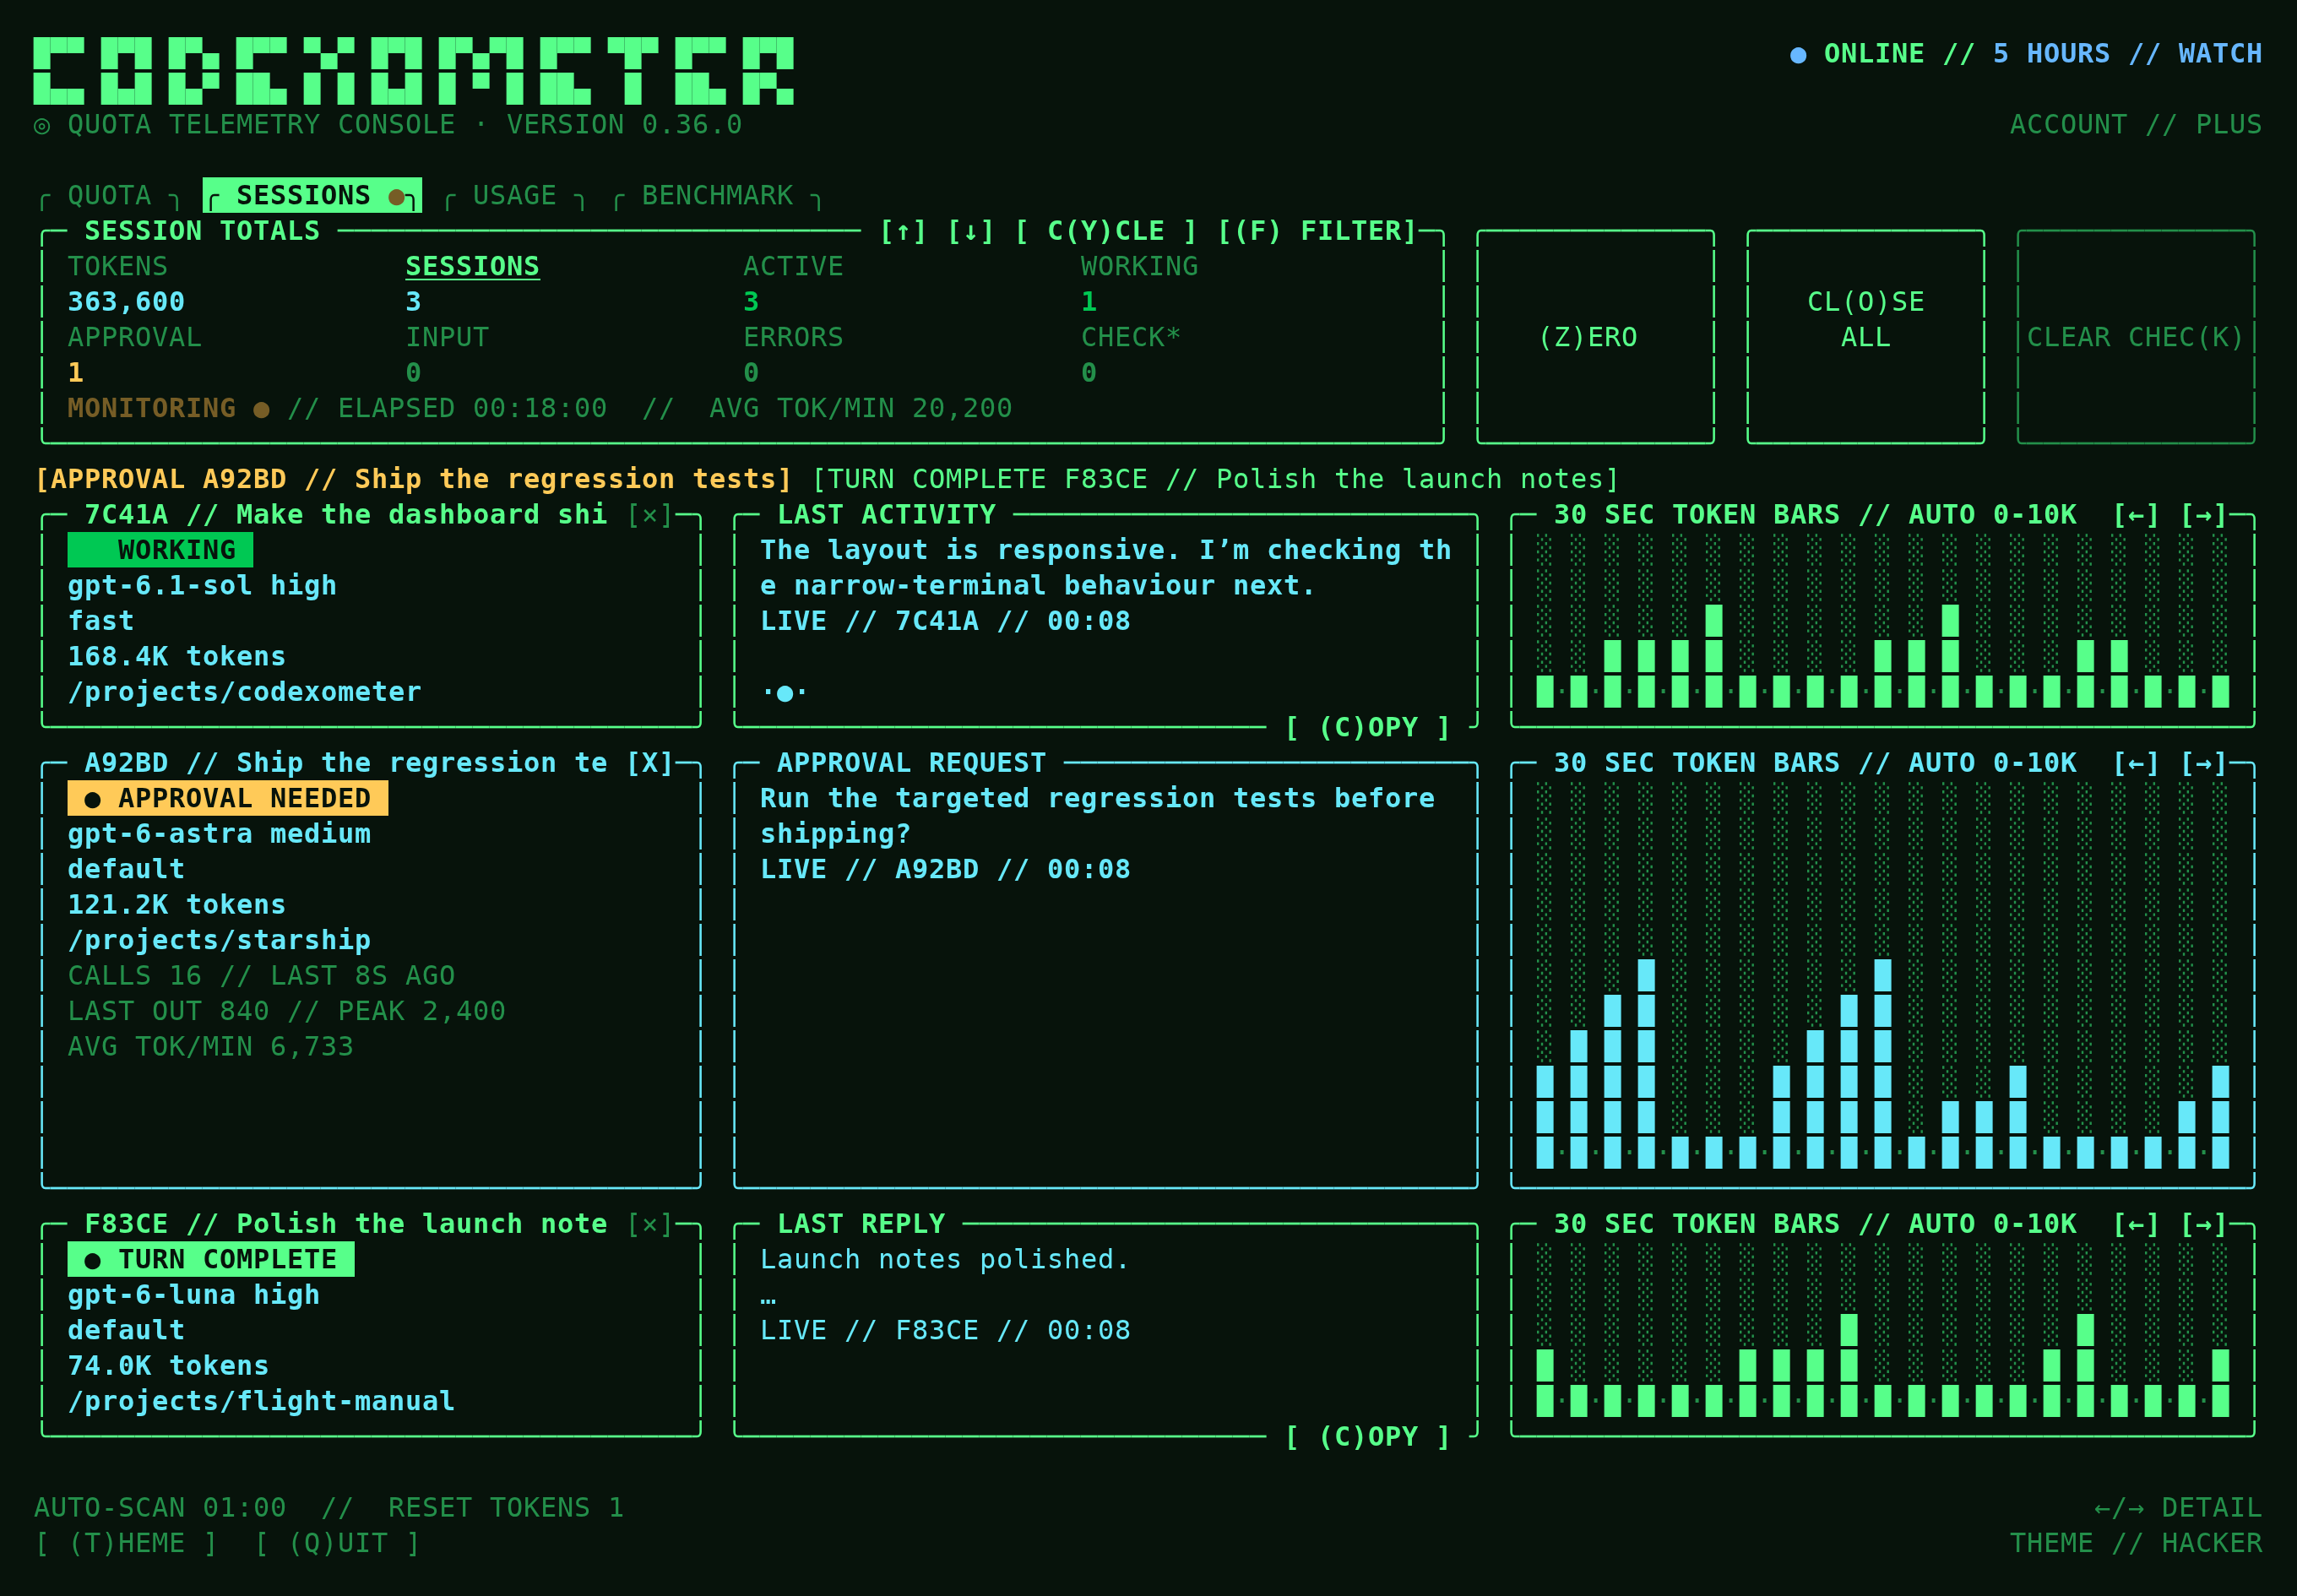 CODEXOMETER
● ONLINE // 5 HOURS // WATCH
◎ QUOTA TELEMETRY CONSOLE · VERSION 0.36.0
ACCOUNT // PLUS
QUOTA SESSIONS ● USAGE BENCHMARK
SESSION TOTALS [↑] [↓] [ C(Y)CLE ] [(F) FILTER]
TOKENS SESSIONS ACTIVE WORKING
363,600 3 3 1
APPROVAL INPUT ERRORS CHECK*
1 0 0 0
MONITORING ● // ELAPSED 00:18:00 // AVG TOK/MIN 20,200
(Z)ERO
CL(O)SE
ALL
CLEAR CHEC(K)
[APPROVAL A92BD // Ship the regression tests] [TURN COMPLETE F83CE // Polish the launch notes]
7C41A // Make the dashboard shi [×]
WORKING
gpt-6.1-sol high
fast
168.4K tokens
/projects/codexometer
LAST ACTIVITY
The layout is responsive. I’m checking th
e narrow-terminal behaviour next.
LIVE // 7C41A // 00:08
·●·
[ (C)OPY ]
30 SEC TOKEN BARS // AUTO 0-10K [←] [→]
A92BD // Ship the regression te [X]
● APPROVAL NEEDED
gpt-6-astra medium
default
121.2K tokens
/projects/starship
CALLS 16 // LAST 8S AGO
LAST OUT 840 // PEAK 2,400
AVG TOK/MIN 6,733
APPROVAL REQUEST
Run the targeted regression tests before
shipping?
LIVE // A92BD // 00:08
30 SEC TOKEN BARS // AUTO 0-10K [←] [→]
F83CE // Polish the launch note [×]
● TURN COMPLETE
gpt-6-luna high
default
74.0K tokens
/projects/flight-manual
LAST REPLY
Launch notes polished.
…
LIVE // F83CE // 00:08
[ (C)OPY ]
30 SEC TOKEN BARS // AUTO 0-10K [←] [→]
AUTO-SCAN 01:00 // RESET TOKENS 1
←/→ DETAIL
[ (T)HEME ] [ (Q)UIT ]
THEME // HACKER